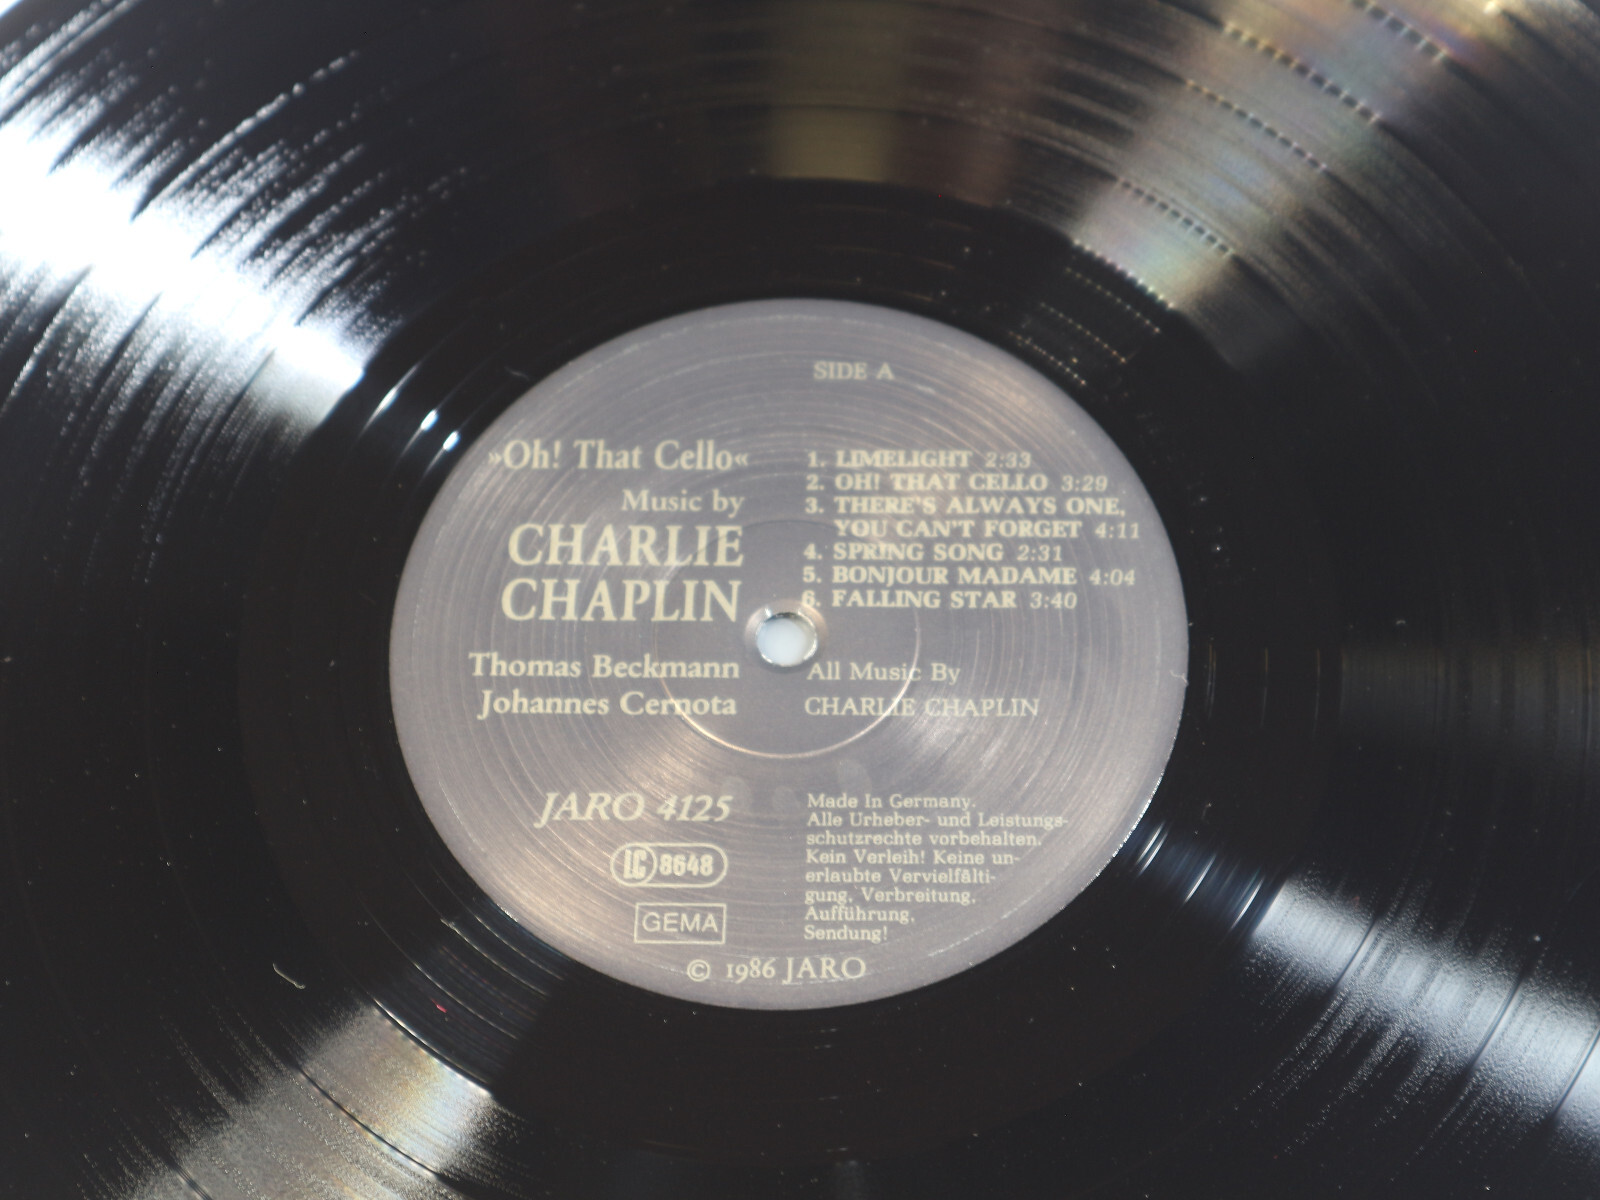 SIDE A
»Oh! That Cello«
Music by
CHARLIE
CHAPLIN
Thomas Beckmann
Johannes Cernota
1. LIMELIGHT 2:33
2. OH! THAT CELLO 3:29
3. THERE'S ALWAYS ONE,
YOU CAN'T FORGET 4:11
4. SPRING SONG 2:31
5. BONJOUR MADAME 4:04
6. FALLING STAR 3:40
All Music By
CHARLIE CHAPLIN
JARO 4125
LC 8648
GEMA
Made In Germany.
Alle Urheber- und Leistungs-
schutzrechte vorbehalten.
Kein Verleih! Keine un-
erlaubte Vervielfälti-
gung, Verbreitung,
Aufführung,
Sendung!
© 1986 JARO